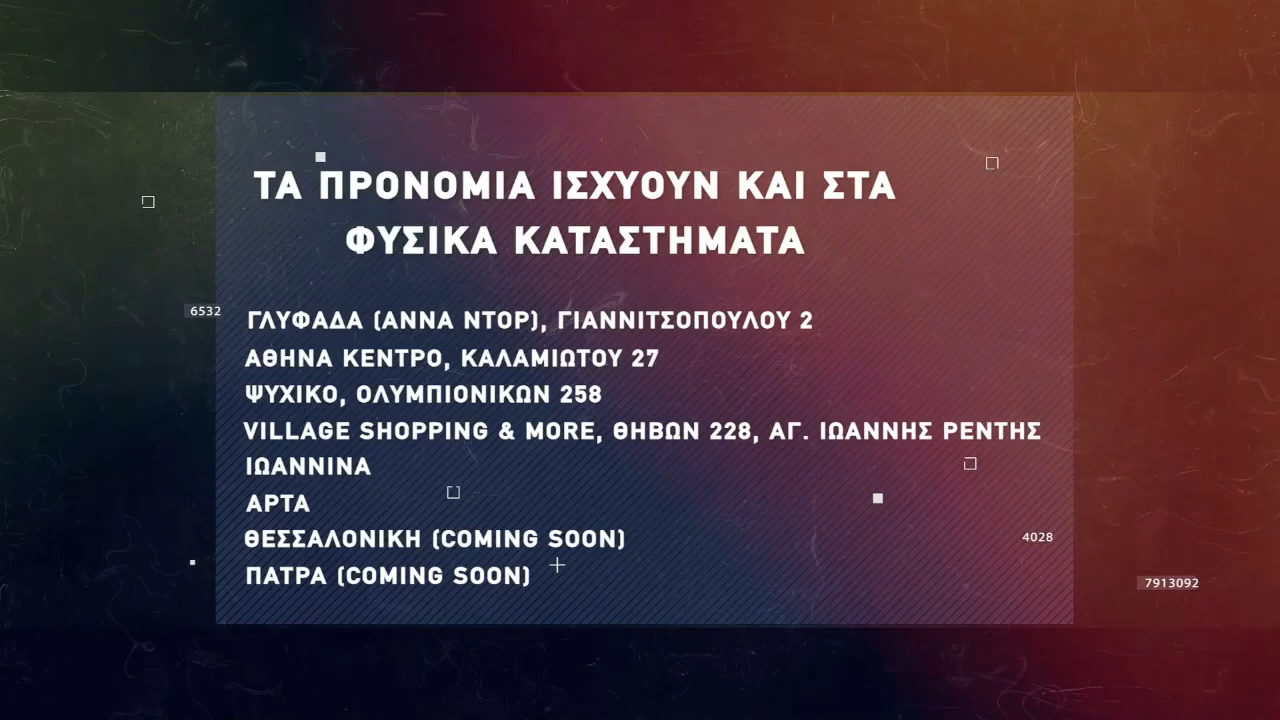 ΤΑ ΠΡΟΝΟΜΙΑ ΙΣΧΥΟΥΝ ΚΑΙ ΣΤΑ
ΦΥΣΙΚΑ ΚΑΤΑΣΤΗΜΑΤΑ
6532
ΓΛΥΦΑΔΑ (ΑΝΝΑ ΝΤΟΡ), ΓΙΑΝΝΙΤΣΟΠΟΥΛΟΥ 2
ΑΘΗΝΑ ΚΕΝΤΡΟ, ΚΑΛΑΜΙΩΤΟΥ 27
ΨΥΧΙΚΟ, ΟΛΥΜΠΙΟΝΙΚΩΝ 258
VILLAGE SHOPPING & MORE, ΘΗΒΩΝ 228, ΑΓ. ΙΩΑΝΝΗΣ ΡΕΝΤΗΣ
ΙΩΑΝΝΙΝΑ
ΑΡΤΑ
ΘΕΣΣΑΛΟΝΙΚΗ (COMING SOON)
4028
ΠΑΤΡΑ (COMING SOON)
7913092